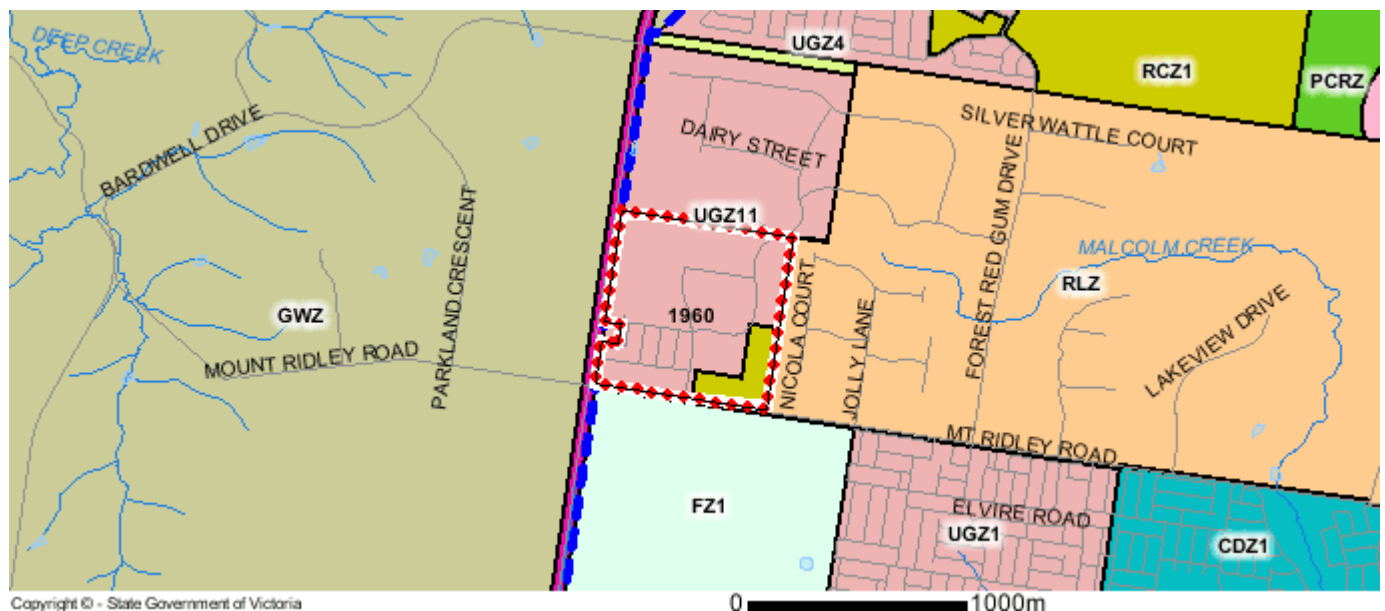 DEEP CREEK
UGZ4
RCZ1
PCRZ
BARDWELL DRIVE
DAIRY STREET
SILVER WATTLE COURT
PARKLAND CRESCENT
UGZ11
FOREST RED GUM DRIVE
MALCOLM CREEK
GWZ
1960
NICOLA COURT
RLZ
JOLLY LANE
LAKEVIEW DRIVE
MOUNT RIDLEY ROAD
MT RIDLEY ROAD
FZ1
ELVIRE ROAD
UGZ1
CDZ1
Copyright © - State Government of Victoria
0 1000m